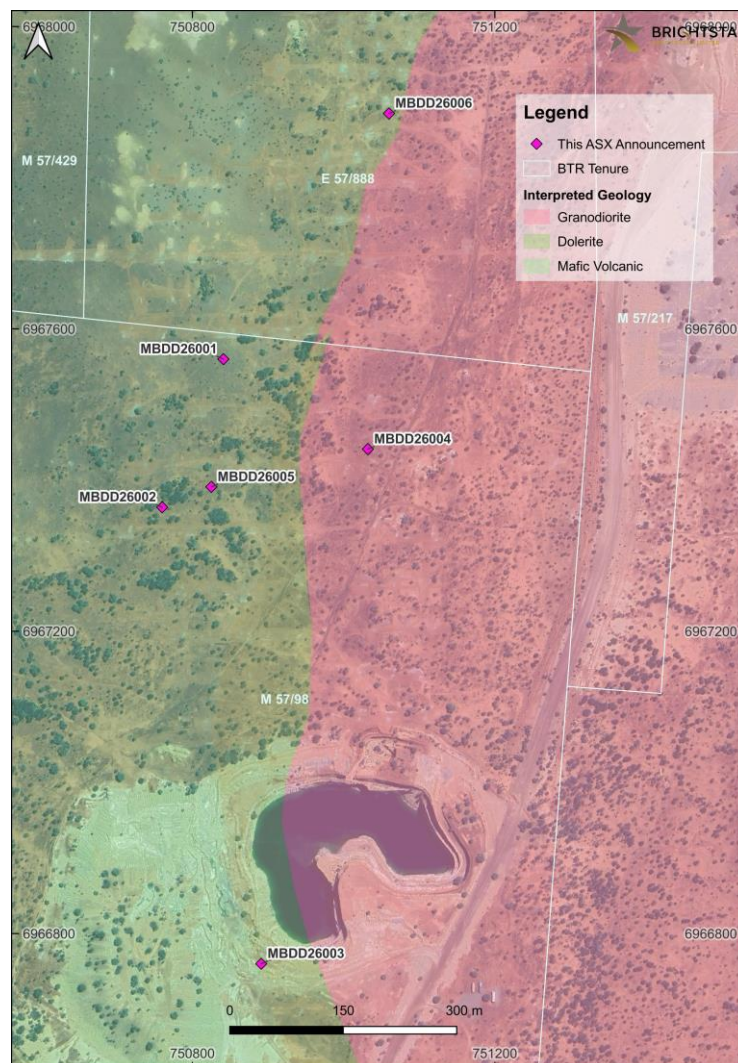 6968000
750800
751200
6968000
BRIGHTSTA
MBDD26006
Legend
This ASX Announcement
BTR Tenure
Interpreted Geology
Granodiorite
Dolerite
Mafic Volcanic
M 57/429
E 57/888
M 57/217
6967600
6967600
MBDD26001
MBDD26004
MBDD26005
MBDD26002
6967200
6967200
M 57/98
6966800
6966800
MBDD26003
0
150
300 m
750800
751200